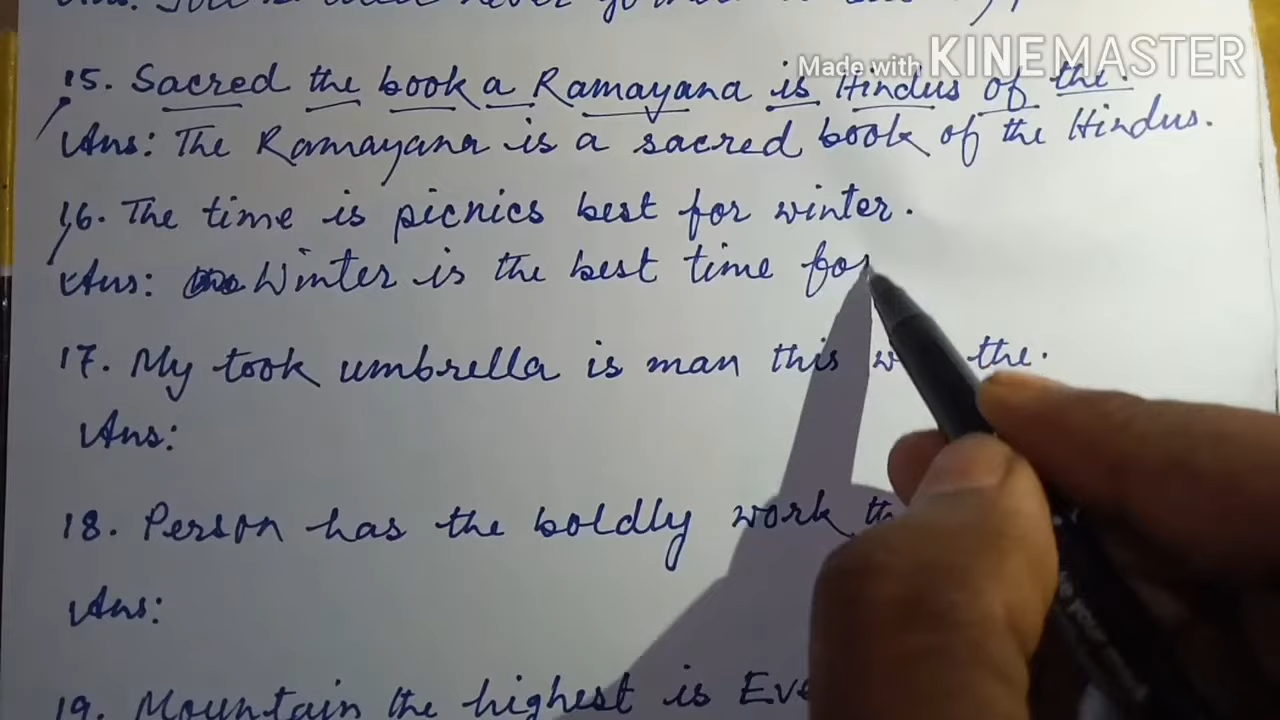 Made with KINEMASTER
15. Sacred the book a Ramayana is Hindus of the.
Ans: The Ramayana is a sacred book of the Hindus.
16. The time is picnics best for winter.
Ans: Winter is the best time for
17. My took umbrella is man this the.
Ans:
18. Person has the boldly work
Ans:
19. Mountain the highest is Eve